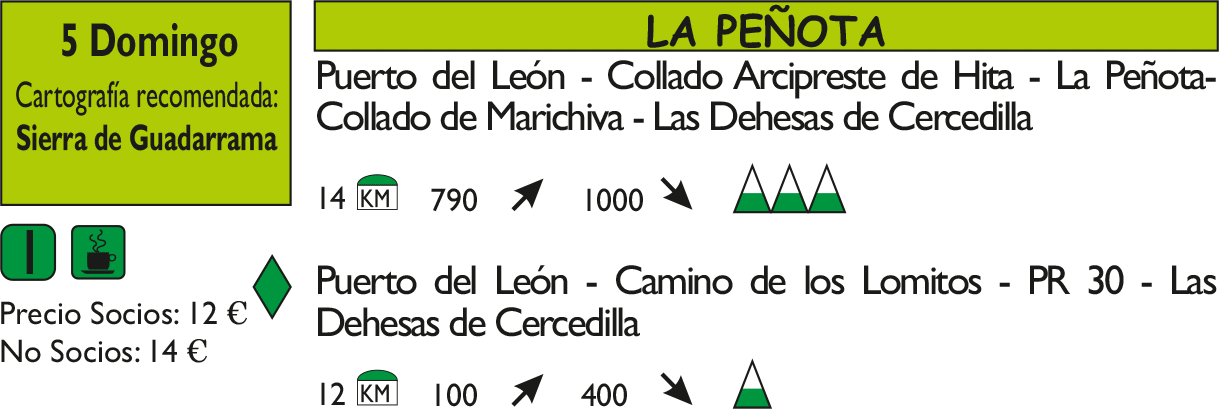 5 Domingo
Cartografía recomendada:
Sierra de Guadarrama
I
Precio Socios: 12 €
No Socios: 14 €
LA PEÑOTA
Puerto del León - Collado Arcipreste de Hita - La Peñota-
Collado de Marichiva - Las Dehesas de Cercedilla
14 KM 790 1000
Puerto del León - Camino de los Lomitos - PR 30 - Las
Dehesas de Cercedilla
12 KM 100 400